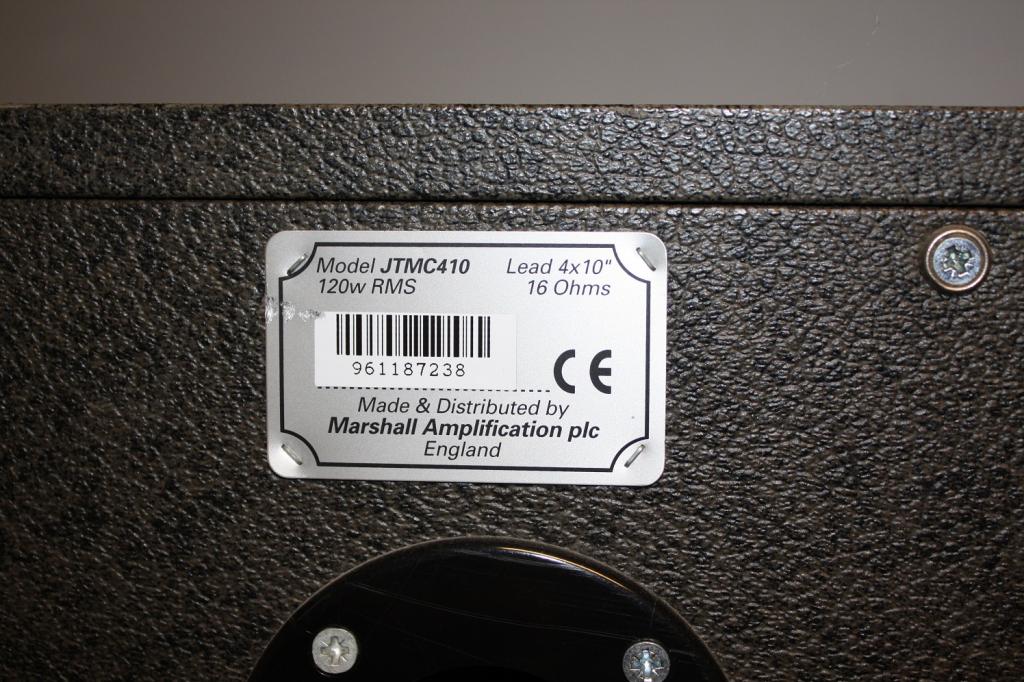 Model JTMC410 Lead 4x10"
120w RMS 16 Ohms
961187238
CE
Made & Distributed by
Marshall Amplification plc
England